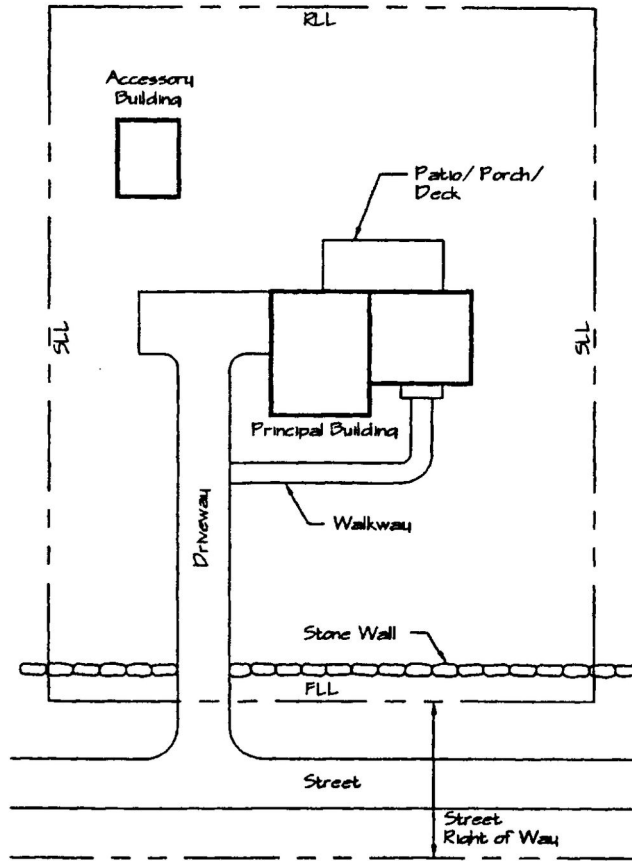 RLL
Accessory
Building
Patio/Porch/
Deck
SLL
SLL
Principal Building
Walkway
Driveway
Stone Wall
FLL
Street
Street
Right of Way